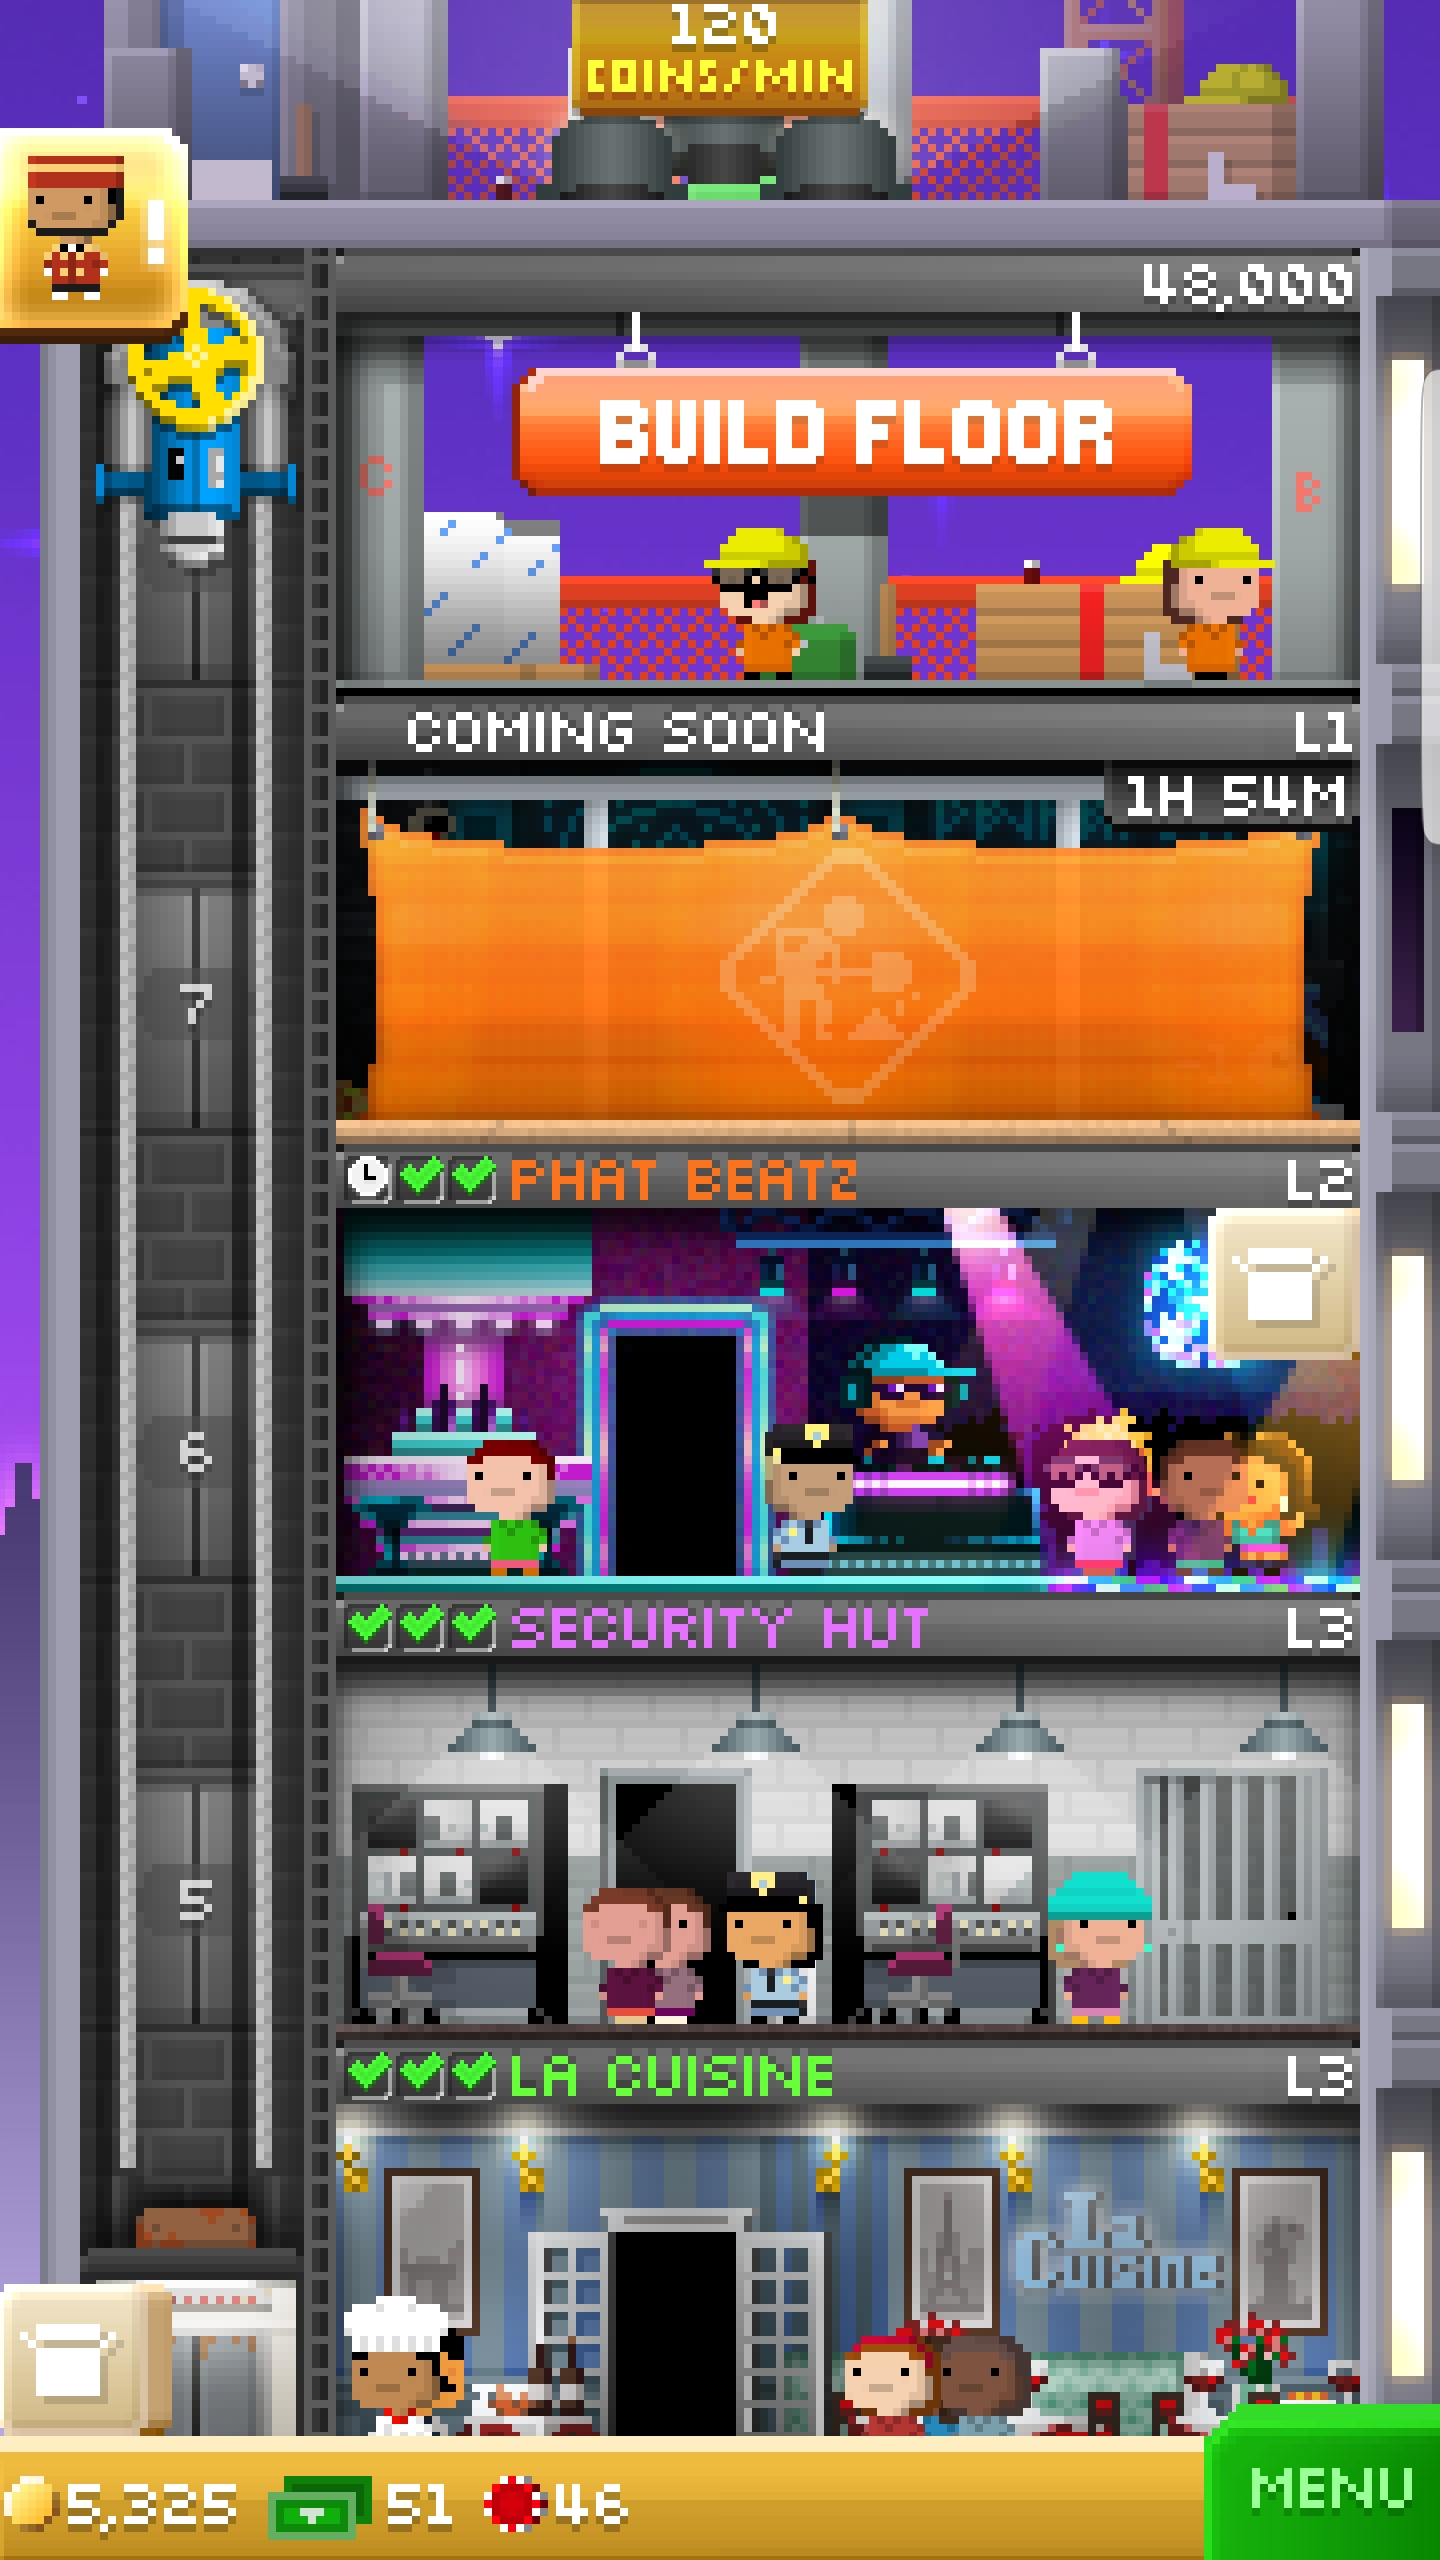 120
COINS/MIN
!
48,000
BUILD FLOOR
C
B
COMING SOON
L1
1H 54M
7
PHAT BEATZ
L2
6
SECURITY HUT
L3
5
LA CUISINE
L3
La
Cuisine
5,325
51
46
MENU